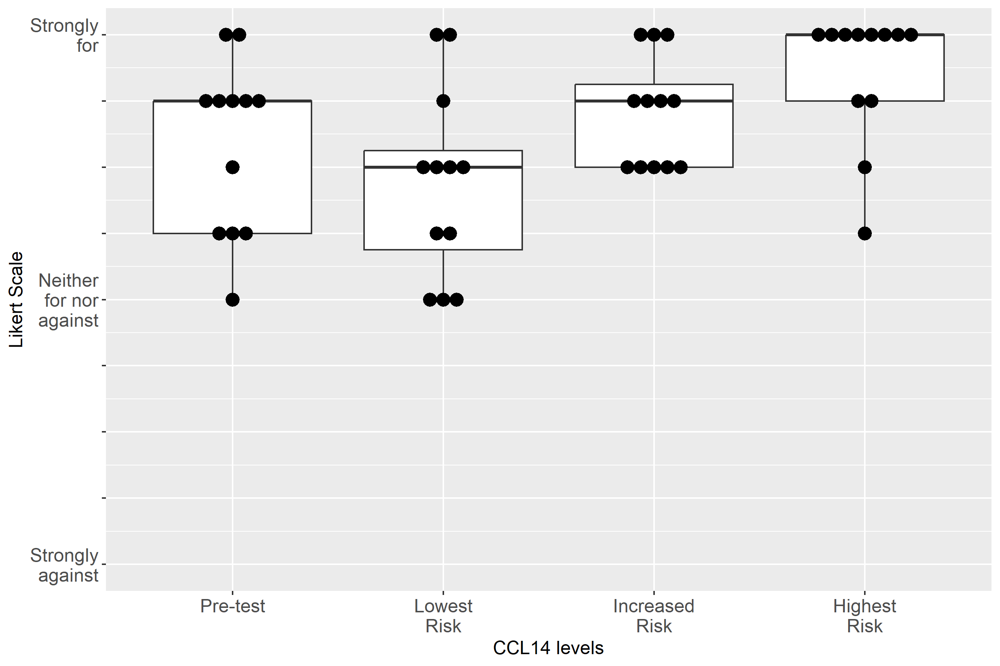 Strongly
for
Neither
for nor
against
Strongly
against
Likert Scale
Pre-test
Lowest
Risk
Increased
Risk
Highest
Risk
CCL14 levels